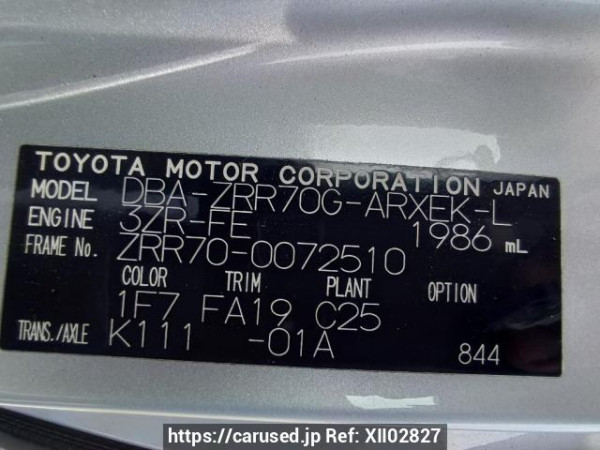 TOYOTA MOTOR CORPORATION JAPAN
MODEL DBA-ZRR70G-ARXEK-L
ENGINE 3ZR-FE 1986 mL
FRAME No. ZRR70-0072510
COLOR TRIM PLANT OPTION
1F7 FA19 C25
TRANS./AXLE K111 -01A 844
https://carused.jp Ref: XII02827